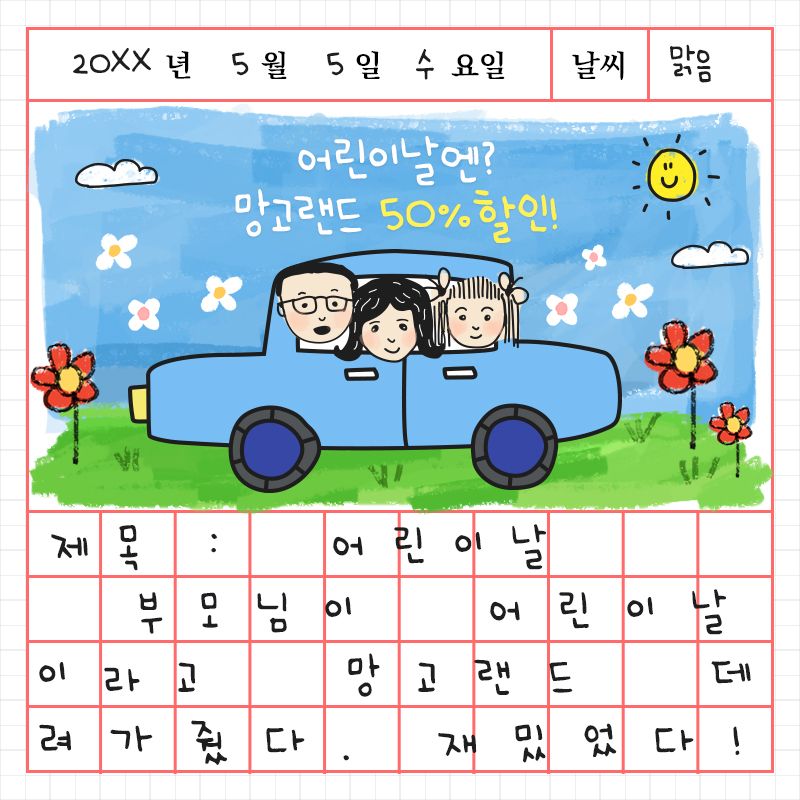 20XX 년 5 월 5 일 수 요일 날씨 맑음
어린이날엔?
망고랜드 50%할인!
제목 : 어린이날
부모님이 어린이날
이라고 망고랜드 데
려가줬다. 재밌었다!